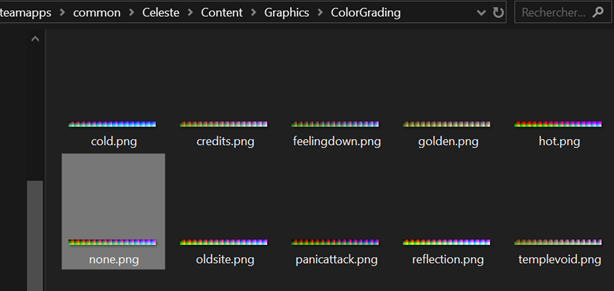 teamapps > common > Celeste > Content > Graphics > ColorGrading Rechercher...
cold.png credits.png feelingdown.png golden.png hot.png
none.png oldsite.png panicattack.png reflection.png templevoid.png